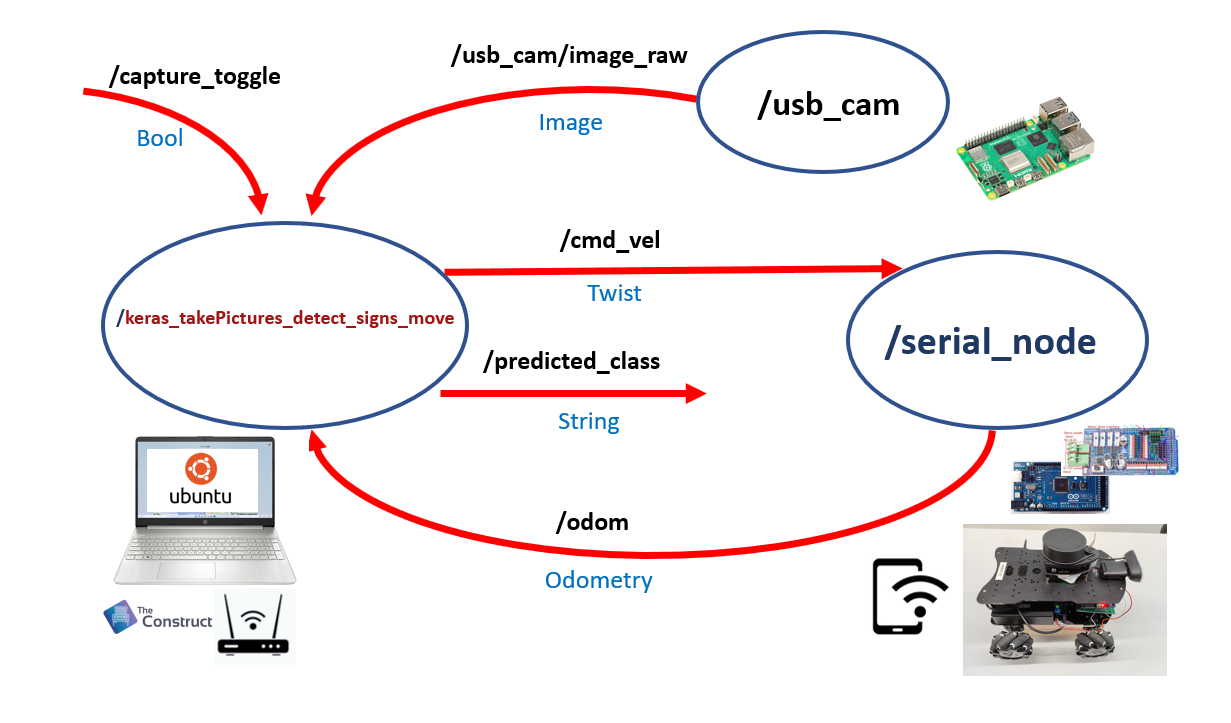 /usb_cam/image_raw
/capture_toggle
/usb_cam
Image
Bool
/cmd_vel
Twist
/keras_takePictures_detect_signs_move
/serial_node
/predicted_class
String
ubuntu
/odom
Odometry
The
Construct